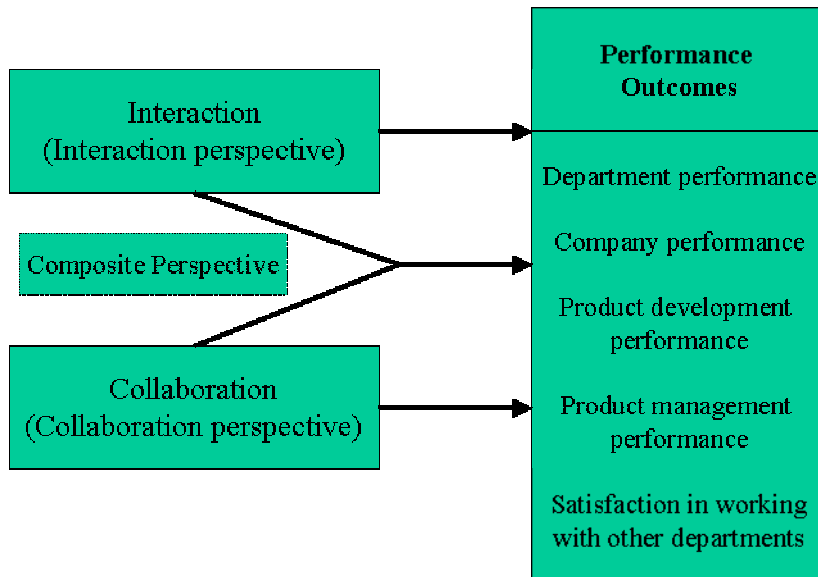 Interaction
(Interaction perspective)
Composite Perspective
Collaboration
(Collaboration perspective)
Performance
Outcomes
Department performance
Company performance
Product development
performance
Product management
performance
Satisfaction in working
with other departments